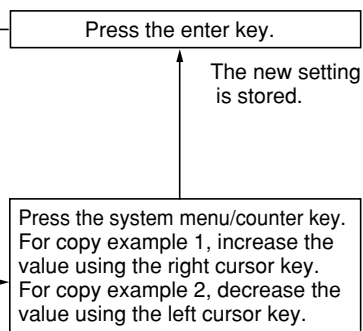 Press the enter key.
The new setting
is stored.
Press the system menu/counter key.
For copy example 1, increase the
value using the right cursor key.
For copy example 2, decrease the
value using the left cursor key.